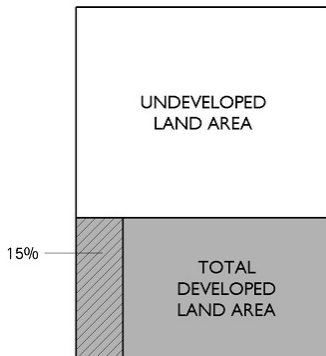 UNDEVELOPED
LAND AREA
15%
TOTAL
DEVELOPED
LAND AREA